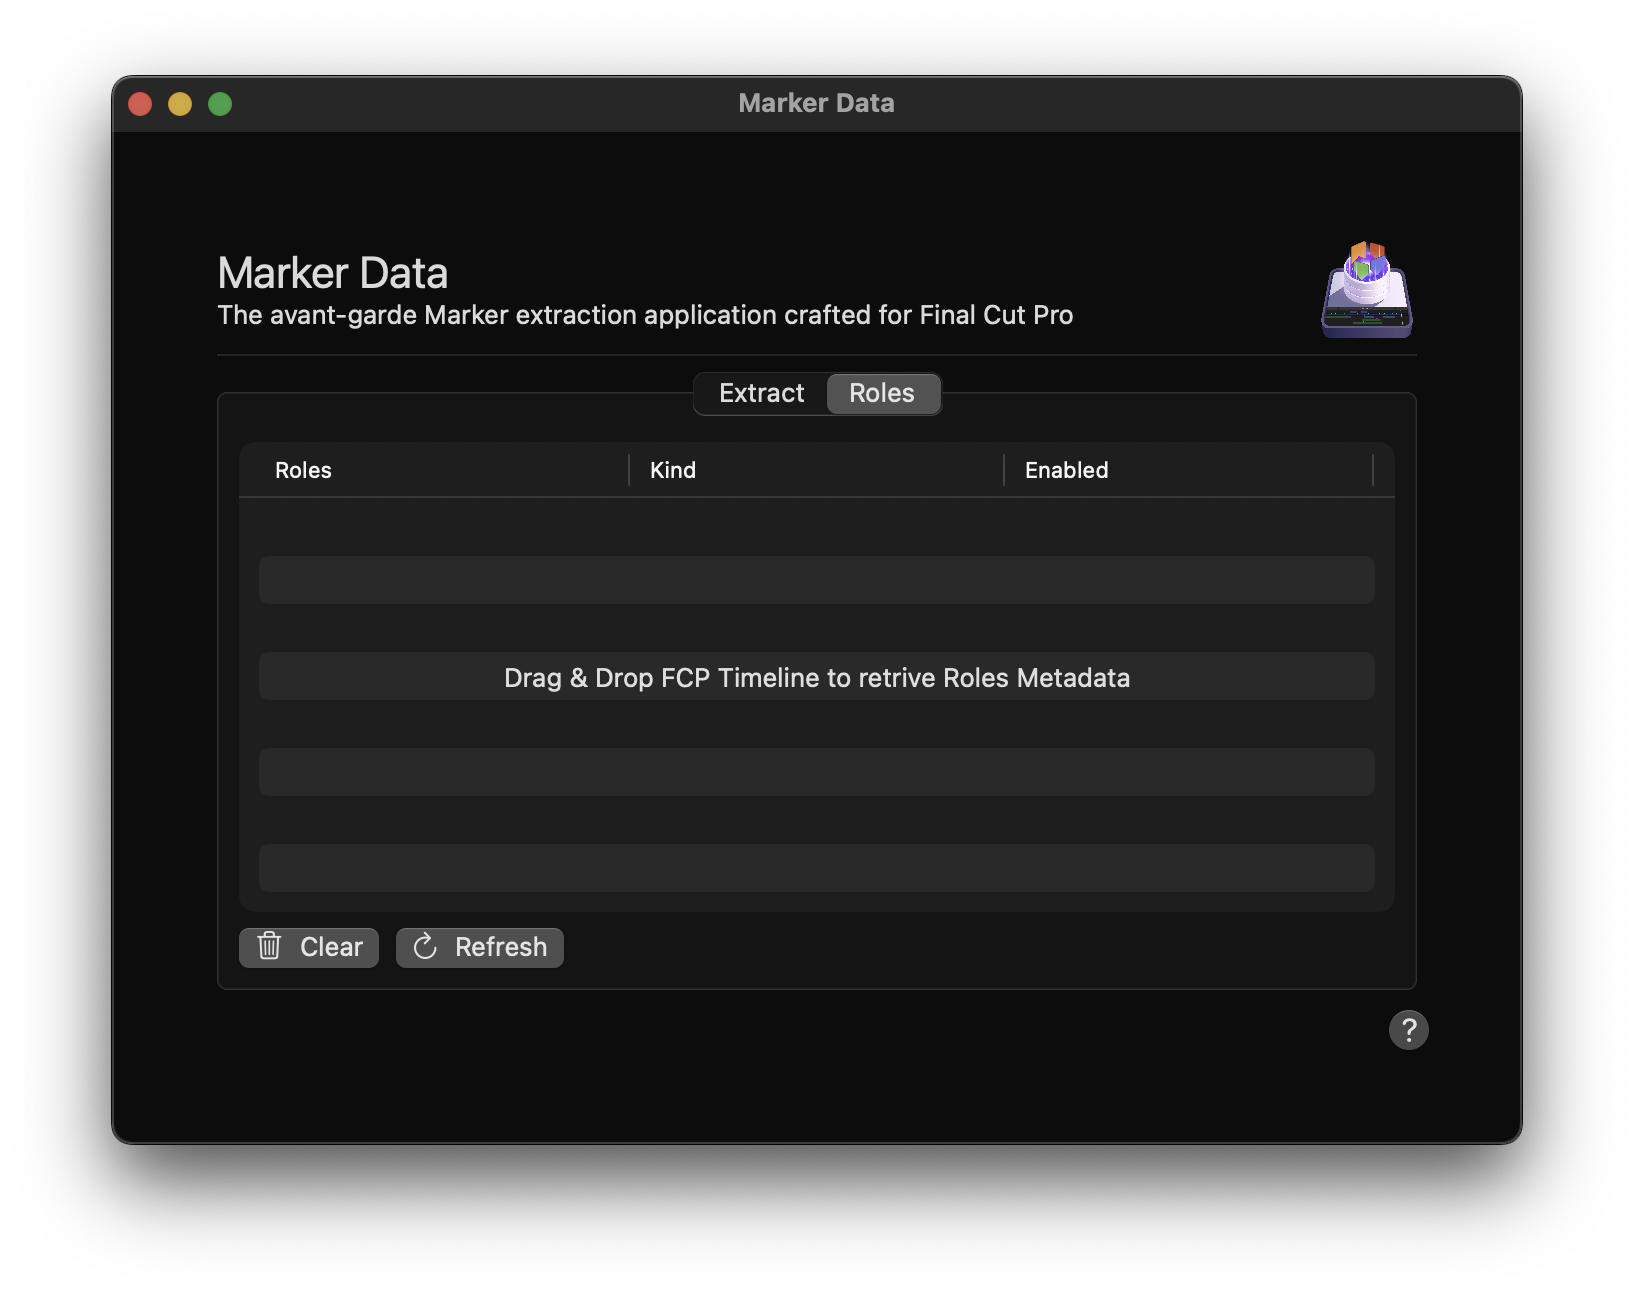 Marker Data
Marker Data
The avant-garde Marker extraction application crafted for Final Cut Pro
Extract Roles
Roles Kind Enabled
Drag & Drop FCP Timeline to retrive Roles Metadata
Clear Refresh
?